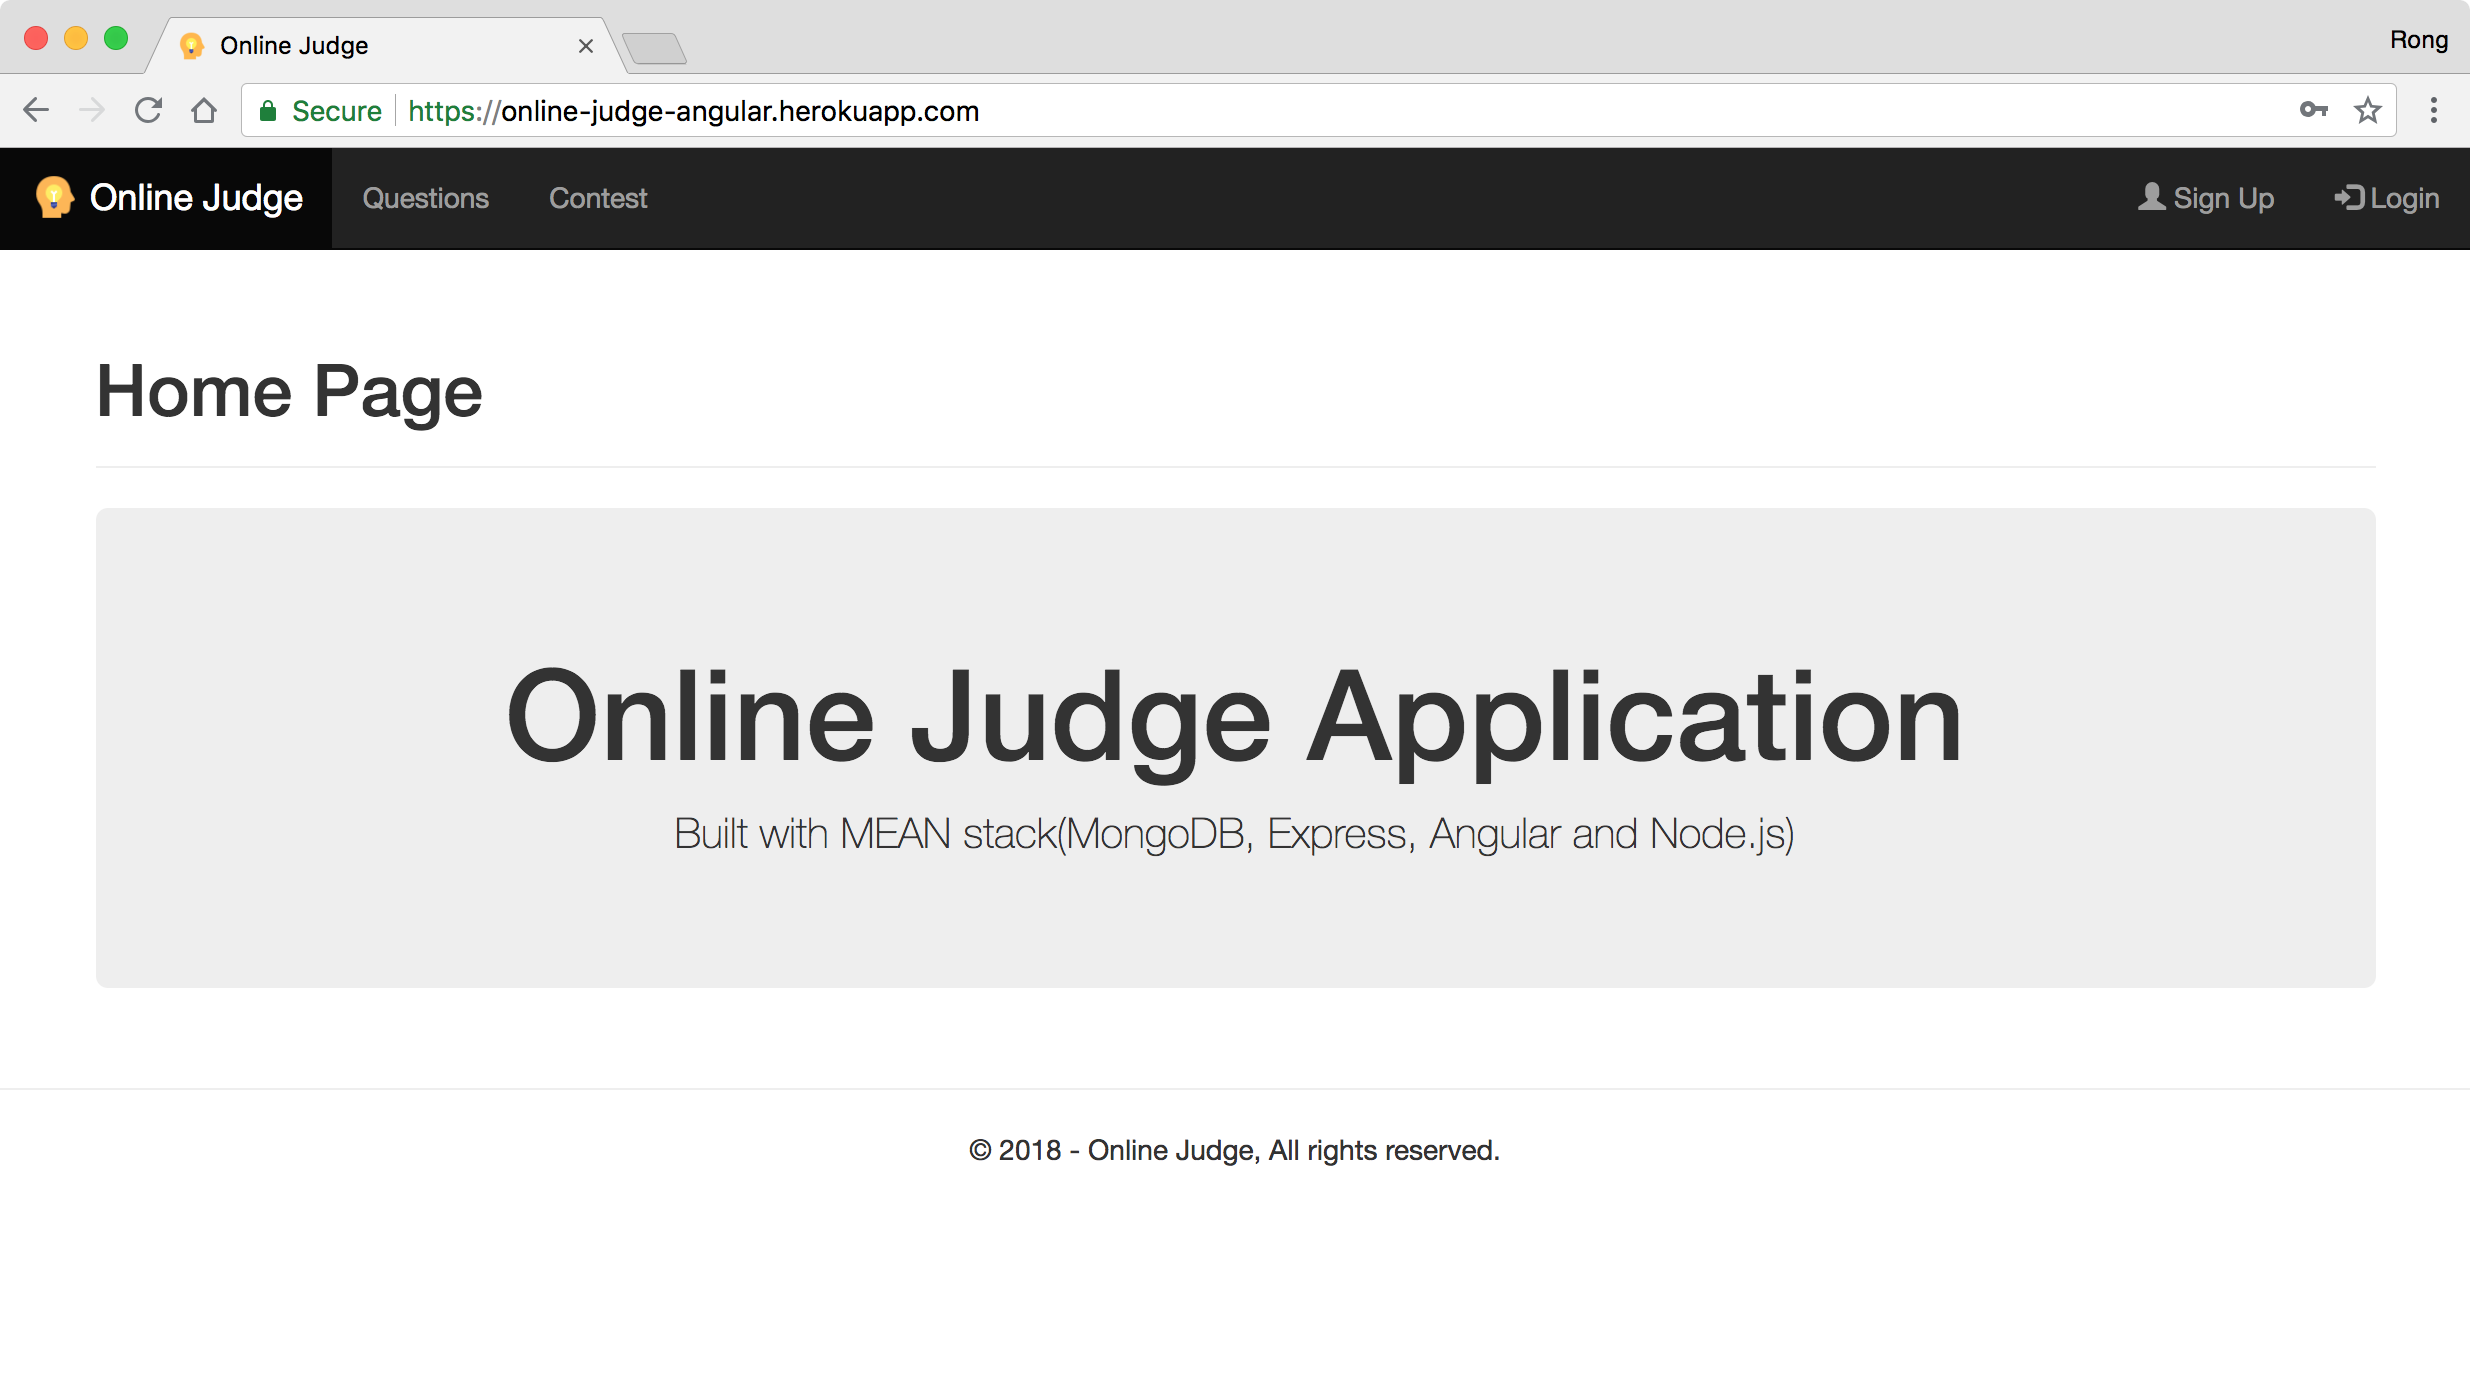 Online Judge
Rong
Secure https://online-judge-angular.herokuapp.com
Online Judge Questions Contest Sign Up Login
Home Page
Online Judge Application
Built with MEAN stack(MongoDB, Express, Angular and Node.js)
© 2018 - Online Judge, All rights reserved.